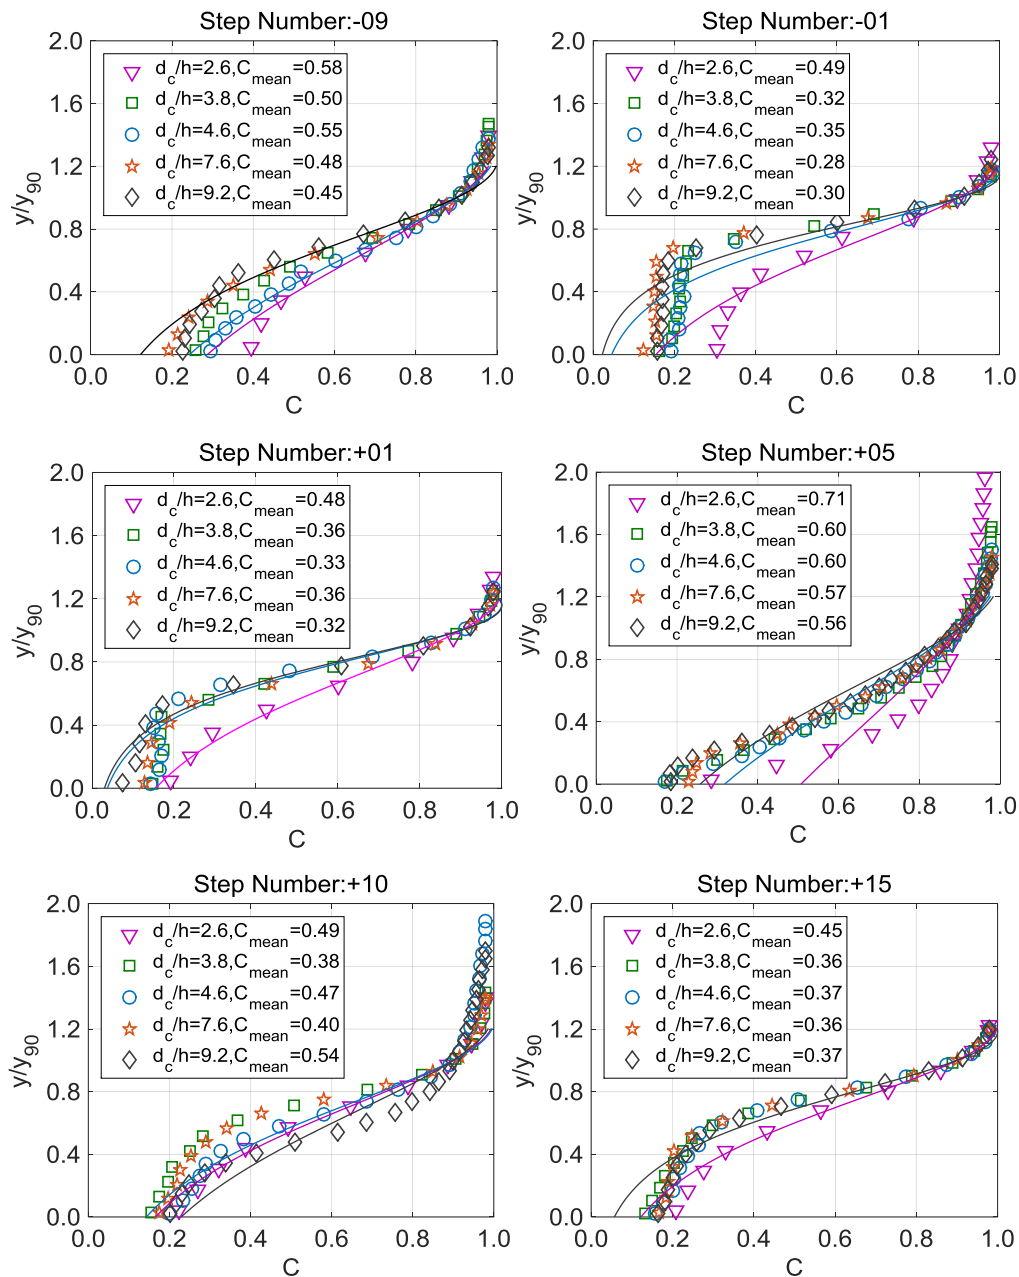 Step Number:-09
2.0
1.6
1.2
0.8
0.4
0.0
y/y90
dc/h=2.6,Cmean=0.58
dc/h=3.8,Cmean=0.50
dc/h=4.6,Cmean=0.55
dc/h=7.6,Cmean=0.48
dc/h=9.2,Cmean=0.45
0.0 0.2 0.4 0.6 0.8 1.0
C
Step Number:-01
2.0
1.6
1.2
0.8
0.4
0.0
y/y90
dc/h=2.6,Cmean=0.49
dc/h=3.8,Cmean=0.32
dc/h=4.6,Cmean=0.35
dc/h=7.6,Cmean=0.28
dc/h=9.2,Cmean=0.30
0.0 0.2 0.4 0.6 0.8 1.0
C
Step Number:+01
2.0
1.6
1.2
0.8
0.4
0.0
y/y90
dc/h=2.6,Cmean=0.48
dc/h=3.8,Cmean=0.36
dc/h=4.6,Cmean=0.33
dc/h=7.6,Cmean=0.36
dc/h=9.2,Cmean=0.32
0.0 0.2 0.4 0.6 0.8 1.0
C
Step Number:+05
2.0
1.6
1.2
0.8
0.4
0.0
y/y90
dc/h=2.6,Cmean=0.71
dc/h=3.8,Cmean=0.60
dc/h=4.6,Cmean=0.60
dc/h=7.6,Cmean=0.57
dc/h=9.2,Cmean=0.56
0.0 0.2 0.4 0.6 0.8 1.0
C
Step Number:+10
2.0
1.6
1.2
0.8
0.4
0.0
y/y90
dc/h=2.6,Cmean=0.49
dc/h=3.8,Cmean=0.38
dc/h=4.6,Cmean=0.47
dc/h=7.6,Cmean=0.40
dc/h=9.2,Cmean=0.54
0.0 0.2 0.4 0.6 0.8 1.0
C
Step Number:+15
2.0
1.6
1.2
0.8
0.4
0.0
y/y90
dc/h=2.6,Cmean=0.45
dc/h=3.8,Cmean=0.36
dc/h=4.6,Cmean=0.37
dc/h=7.6,Cmean=0.36
dc/h=9.2,Cmean=0.37
0.0 0.2 0.4 0.6 0.8 1.0
C